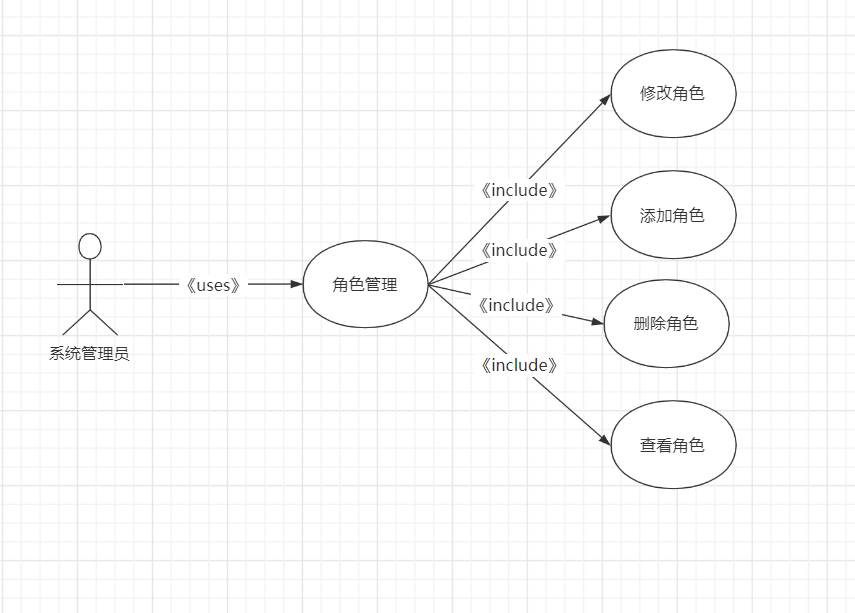 修改角色
《include》
添加角色
《include》
《uses》
角色管理
《include》
删除角色
系统管理员
《include》
查看角色